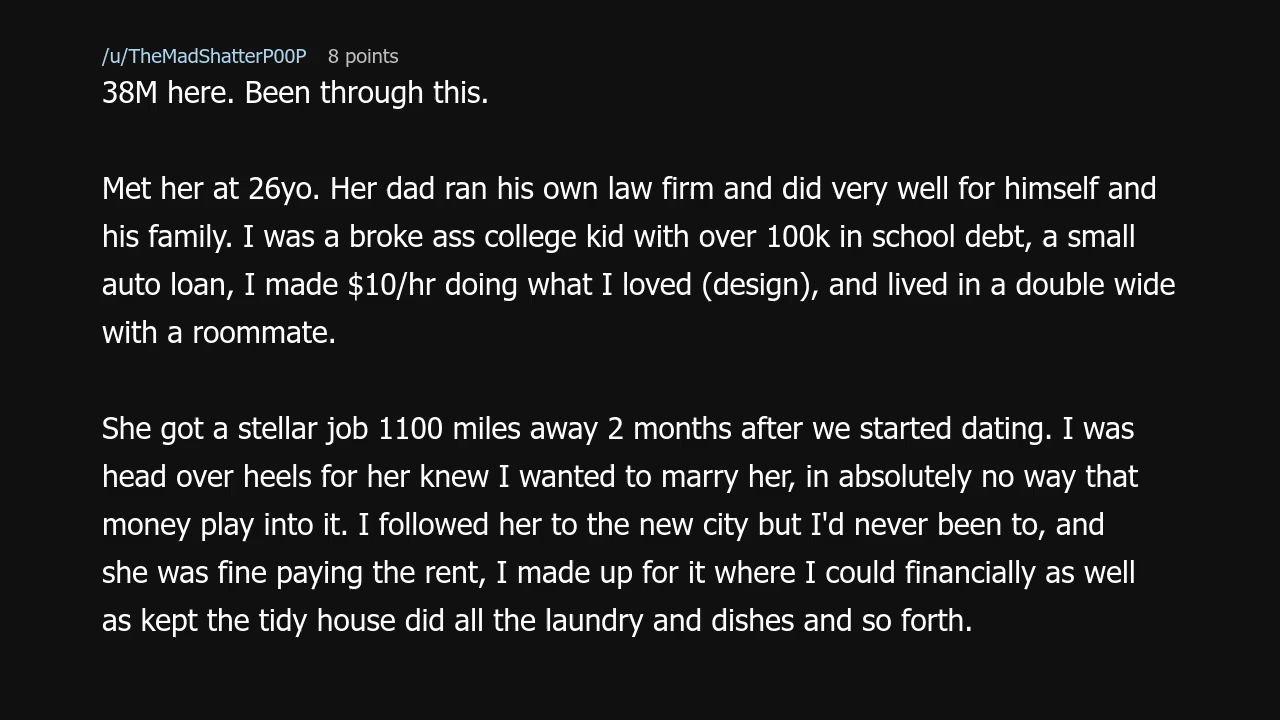 /u/TheMadShatterP00P 8 points
38M here. Been through this.
Met her at 26yo. Her dad ran his own law firm and did very well for himself and
his family. I was a broke ass college kid with over 100k in school debt, a small
auto loan, I made $10/hr doing what I loved (design), and lived in a double wide
with a roommate.
She got a stellar job 1100 miles away 2 months after we started dating. I was
head over heels for her knew I wanted to marry her, in absolutely no way that
money play into it. I followed her to the new city but I'd never been to, and
she was fine paying the rent, I made up for it where I could financially as well
as kept the tidy house did all the laundry and dishes and so forth.